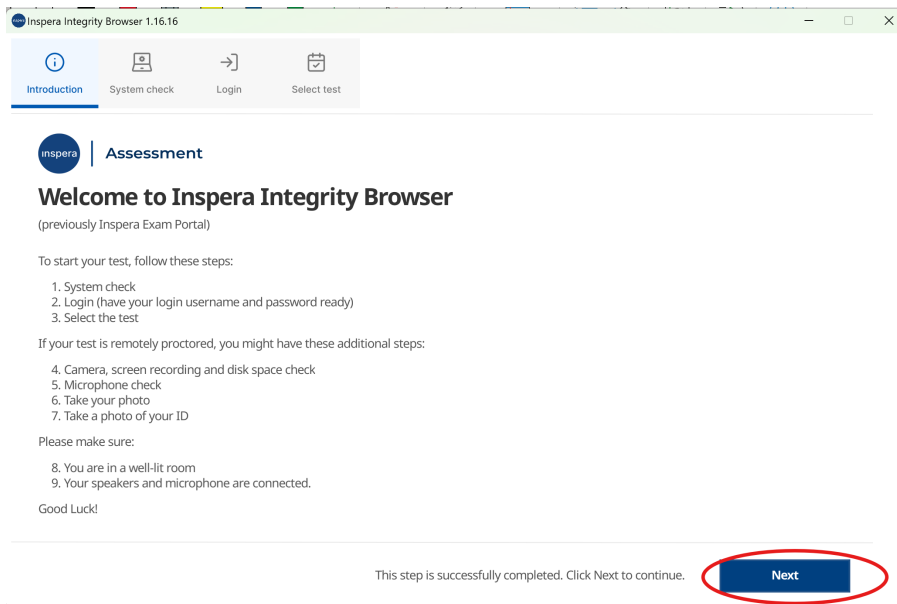 Inspera Integrity Browser 1.16.16
Introduction
System check
Login
Select test
inspera
Assessment
Welcome to Inspera Integrity Browser
(previously Inspera Exam Portal)
To start your test, follow these steps:
1. System check
2. Login (have your login username and password ready)
3. Select the test
If your test is remotely proctored, you might have these additional steps:
4. Camera, screen recording and disk space check
5. Microphone check
6. Take your photo
7. Take a photo of your ID
Please make sure:
8. You are in a well-lit room
9. Your speakers and microphone are connected.
Good Luck!
This step is successfully completed. Click Next to continue.
Next